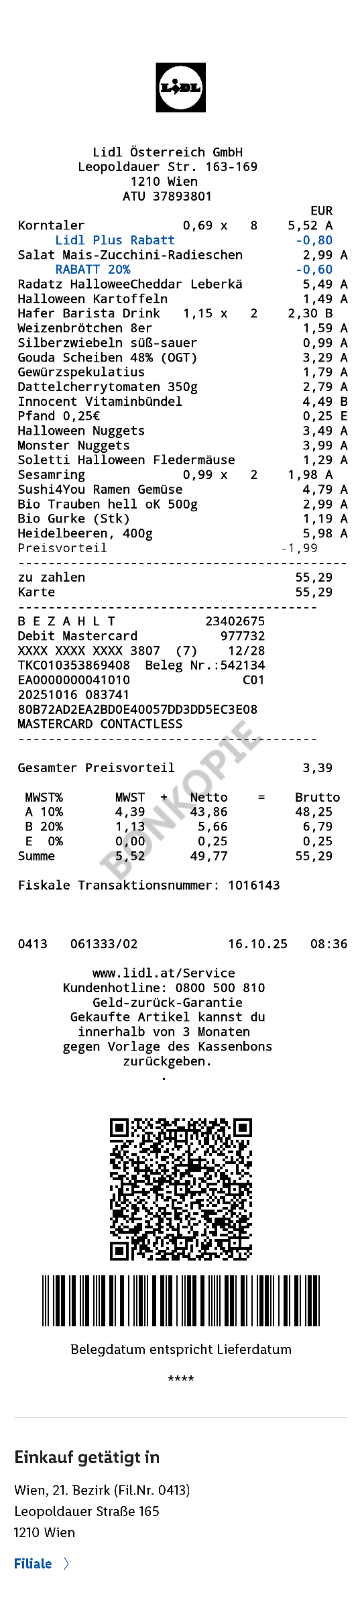 LIDL
Lidl Österreich GmbH
Leopoldauer Str. 163-169
1210 Wien
ATU 37893801
EUR
Korntaler 0,69 x 8 5,52 A
Lidl Plus Rabatt -0,80
Salat Mais-Zucchini-Radieschen 2,99 A
RABATT 20% -0,60
Radatz HalloweeCheddar Leberkä 5,49 A
Halloween Kartoffeln 1,49 A
Hafer Barista Drink 1,15 x 2 2,30 B
Weizenbrötchen 8er 1,59 A
Silberzwiebeln süß-sauer 0,99 A
Gouda Scheiben 48% (OGT) 3,29 A
Gewürzspekulatius 1,79 A
Dattelcherrytomaten 350g 2,79 A
Innocent Vitaminbündel 4,49 B
Pfand 0,25€ 0,25 E
Halloween Nuggets 3,49 A
Monster Nuggets 3,99 A
Soletti Halloween Fledermäuse 1,29 A
Sesamring 0,99 x 2 1,98 A
Sushi4You Ramen Gemüse 4,79 A
Bio Trauben hell oK 500g 2,99 A
Bio Gurke (Stk) 1,19 A
Heidelbeeren, 400g 5,98 A
Preisvorteil -1,99
zu zahlen 55,29
Karte 55,29
B E Z A H L T 23402675
Debit Mastercard 977732
XXXX XXXX XXXX 3807 (7) 12/28
TKC010353869408 Beleg Nr.:542134
EA0000000041010 C01
20251016 083741
80B72AD2EA2BD0E40057DD3DD5EC3E08
MASTERCARD CONTACTLESS
BONKOPIE
Gesamter Preisvorteil 3,39
MWST% MWST + Netto = Brutto
A 10% 4,39 43,86 48,25
B 20% 1,13 5,66 6,79
E 0% 0,00 0,25 0,25
Summe 5,52 49,77 55,29
Fiskale Transaktionsnummer: 1016143
0413 061333/02 16.10.25 08:36
www.lidl.at/Service
Kundenhotline: 0800 500 810
Geld-zurück-Garantie
Gekaufte Artikel kannst du
innerhalb von 3 Monaten
gegen Vorlage des Kassenbons
zurückgeben.
.
Belegdatum entspricht Lieferdatum
****
Einkauf getätigt in
Wien, 21. Bezirk (Fil.Nr. 0413)
Leopoldauer Straße 165
1210 Wien
Filiale